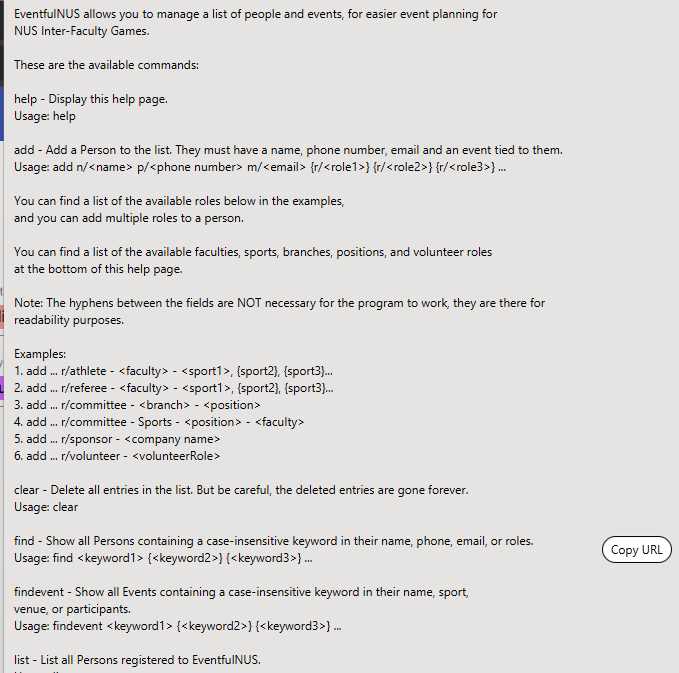 EventfulNUS allows you to manage a list of people and events, for easier event planning for
NUS Inter-Faculty Games.
These are the available commands:
help - Display this help page.
Usage: help
add - Add a Person to the list. They must have a name, phone number, email and an event tied to them.
Usage: add n/<name> p/<phone number> m/<email> {r/<role1>} {r/<role2>} {r/<role3>} ...
You can find a list of the available roles below in the examples,
and you can add multiple roles to a person.
You can find a list of the available faculties, sports, branches, positions, and volunteer roles
at the bottom of this help page.
Note: The hyphens between the fields are NOT necessary for the program to work, they are there for
readability purposes.
Examples:
1. add ... r/athlete - <faculty> - <sport1>, {sport2}, {sport3}...
2. add ... r/referee - <faculty> - <sport1>, {sport2}, {sport3}...
3. add ... r/committee - <branch> - <position>
4. add ... r/committee - Sports - <position> - <faculty>
5. add ... r/sponsor - <company name>
6. add ... r/volunteer - <volunteerRole>
clear - Delete all entries in the list. But be careful, the deleted entries are gone forever.
Usage: clear
find - Show all Persons containing a case-insensitive keyword in their name, phone, email, or roles.
Usage: find <keyword1> {<keyword2>} {<keyword3>} ...
Copy URL
findevent - Show all Events containing a case-insensitive keyword in their name, sport,
venue, or participants.
Usage: findevent <keyword1> {<keyword2>} {<keyword3>} ...
list - List all Persons registered to EventfulNUS.